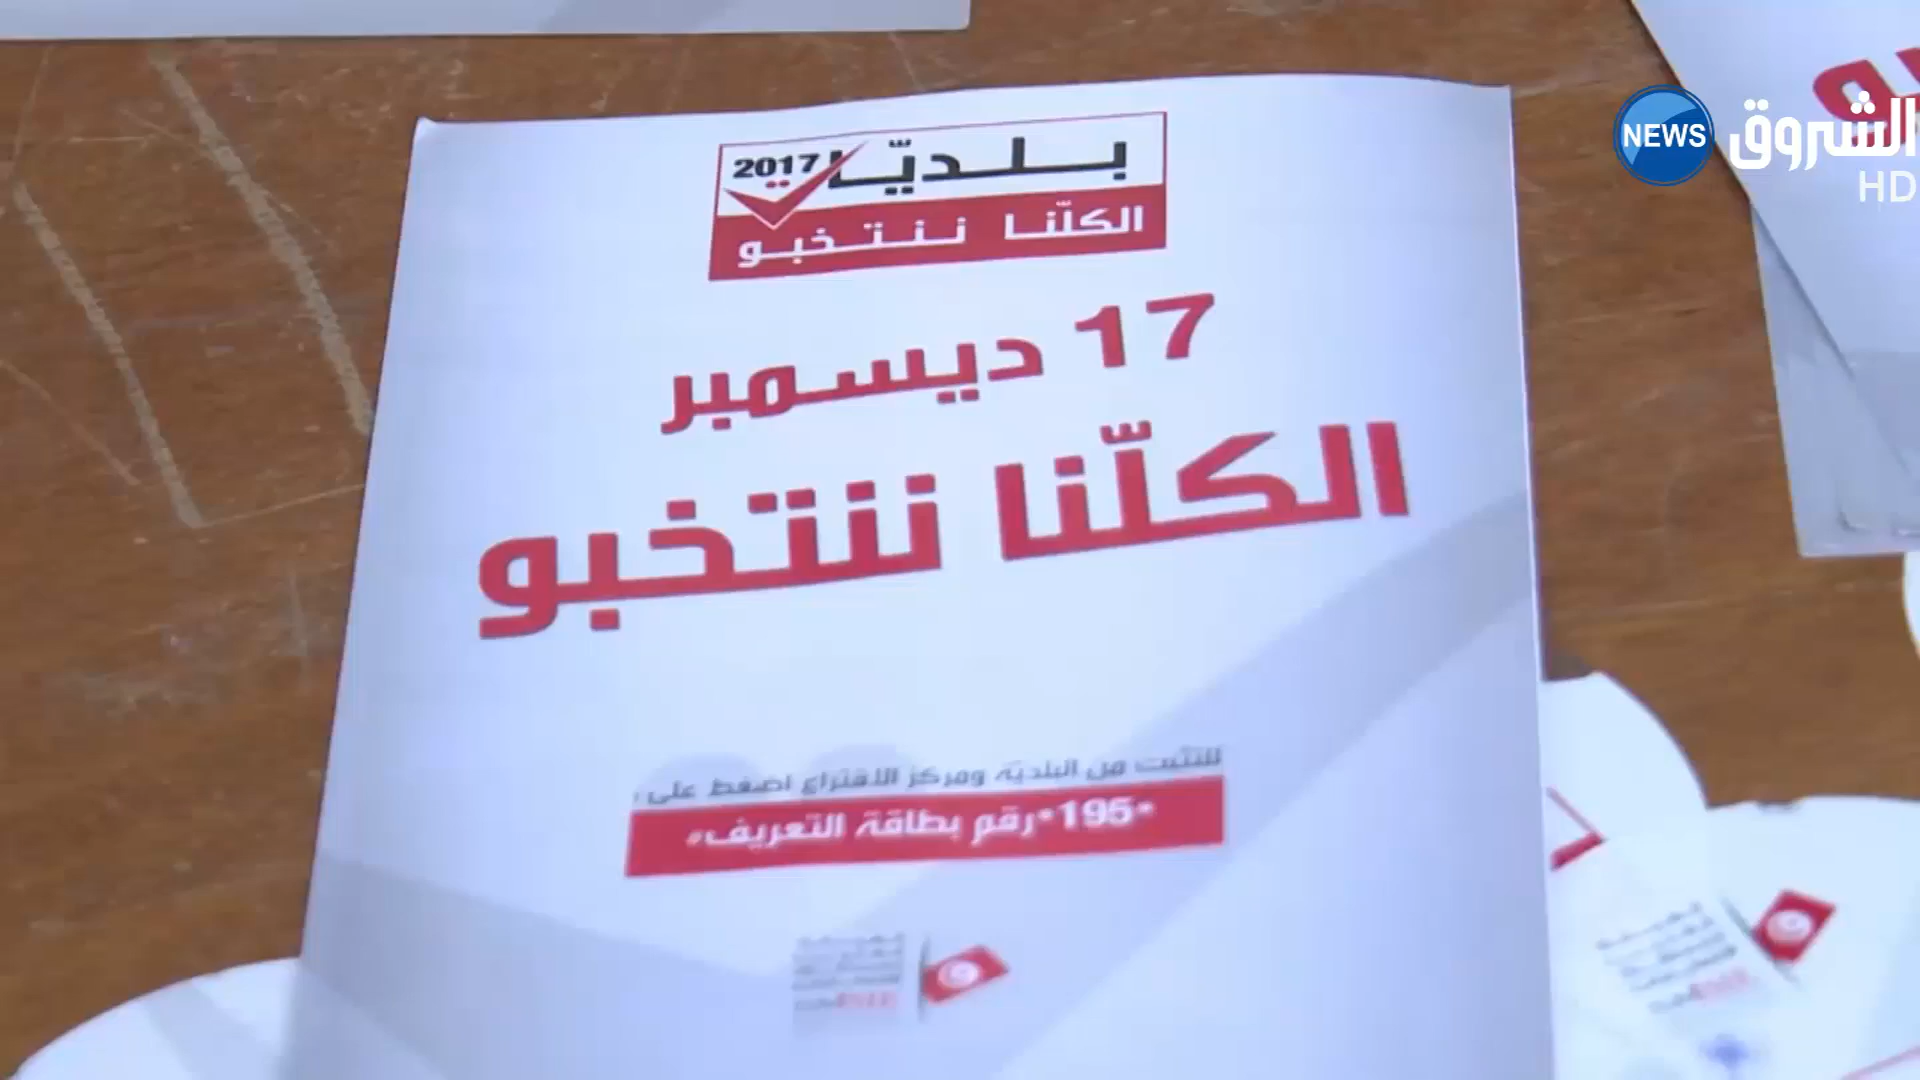 بلديّات 2017
الكلّنا ننتخبو
17 ديسمبر
الكلّنا ننتخبو
للتثبت من البلدية ومركز الاقتراع اضغط على :
*195*رقم بطاقة التعريف#
NEWS الشروق
HD